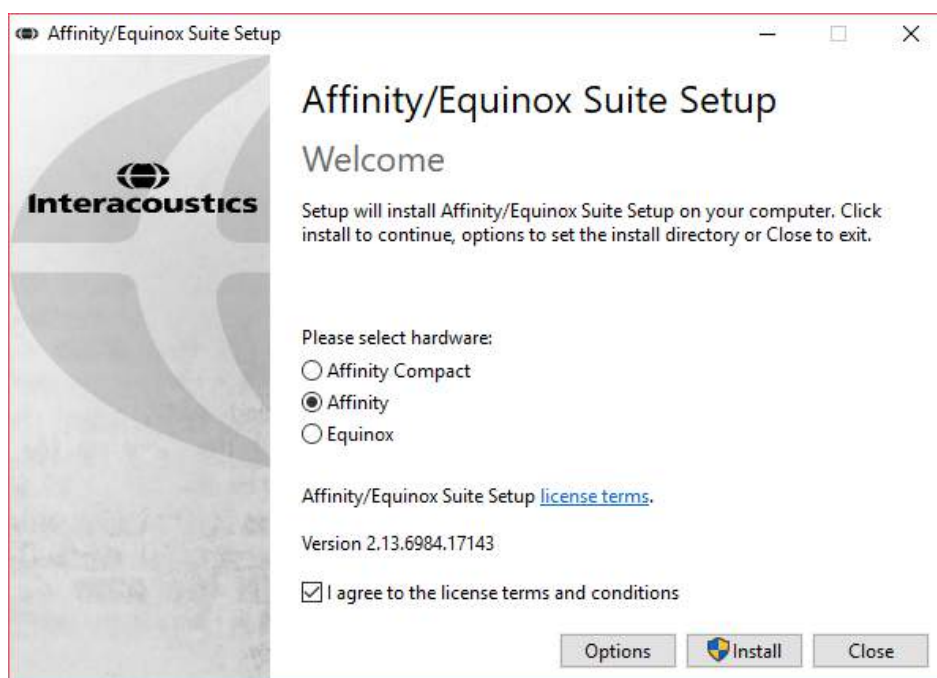 Affinity/Equinox Suite Setup
Affinity/Equinox Suite Setup
Welcome
Interacoustics
Setup will install Affinity/Equinox Suite Setup on your computer. Click
install to continue, options to set the install directory or Close to exit.
Please select hardware:
Affinity Compact
Affinity
Equinox
Affinity/Equinox Suite Setup license terms.
Version 2.13.6984.17143
I agree to the license terms and conditions
Options
Install
Close